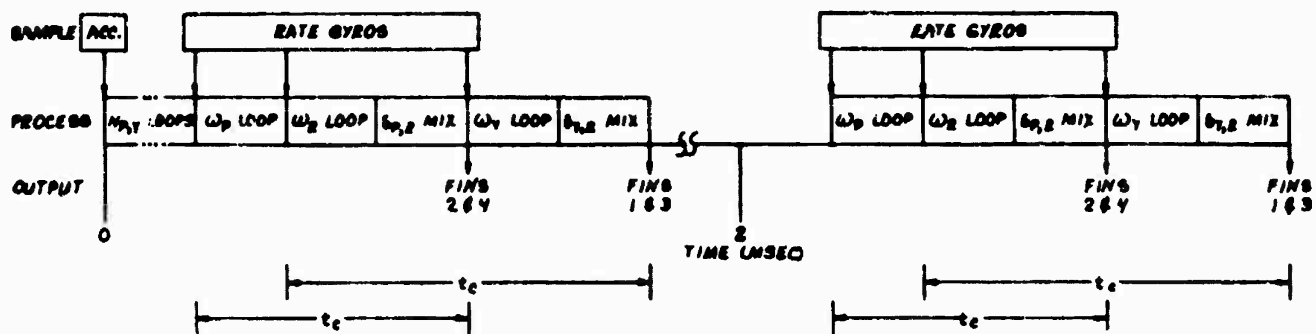 SAMPLE ACC. RATE GYROS RATE GYROS
PROCESS N_P,Y LOOPS ω_P LOOP ω_R LOOP δ_P,R MIX ω_Y LOOP δ_Y,R MIX ω_P LOOP ω_R LOOP δ_P,R MIX ω_Y LOOP δ_Y,R MIX
OUTPUT FINS FINS FINS FINS
2 & 4 1 & 3 2 & 4 1 & 3
0 2
TIME (MSEC)
t_c t_c
t_c t_c